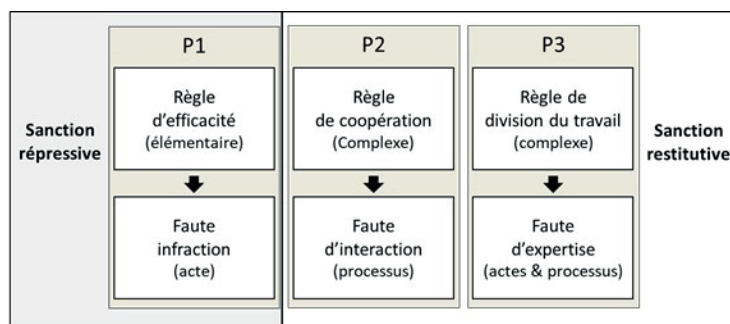 P1
P2
P3
Sanction
répressive
Règle
d'efficacité
(élémentaire)
Règle
de coopération
(Complexe)
Règle de
division du travail
(complexe)
Sanction
restitutive
Faute
infraction
(acte)
Faute
d'interaction
(processus)
Faute
d'expertise
(actes & processus)